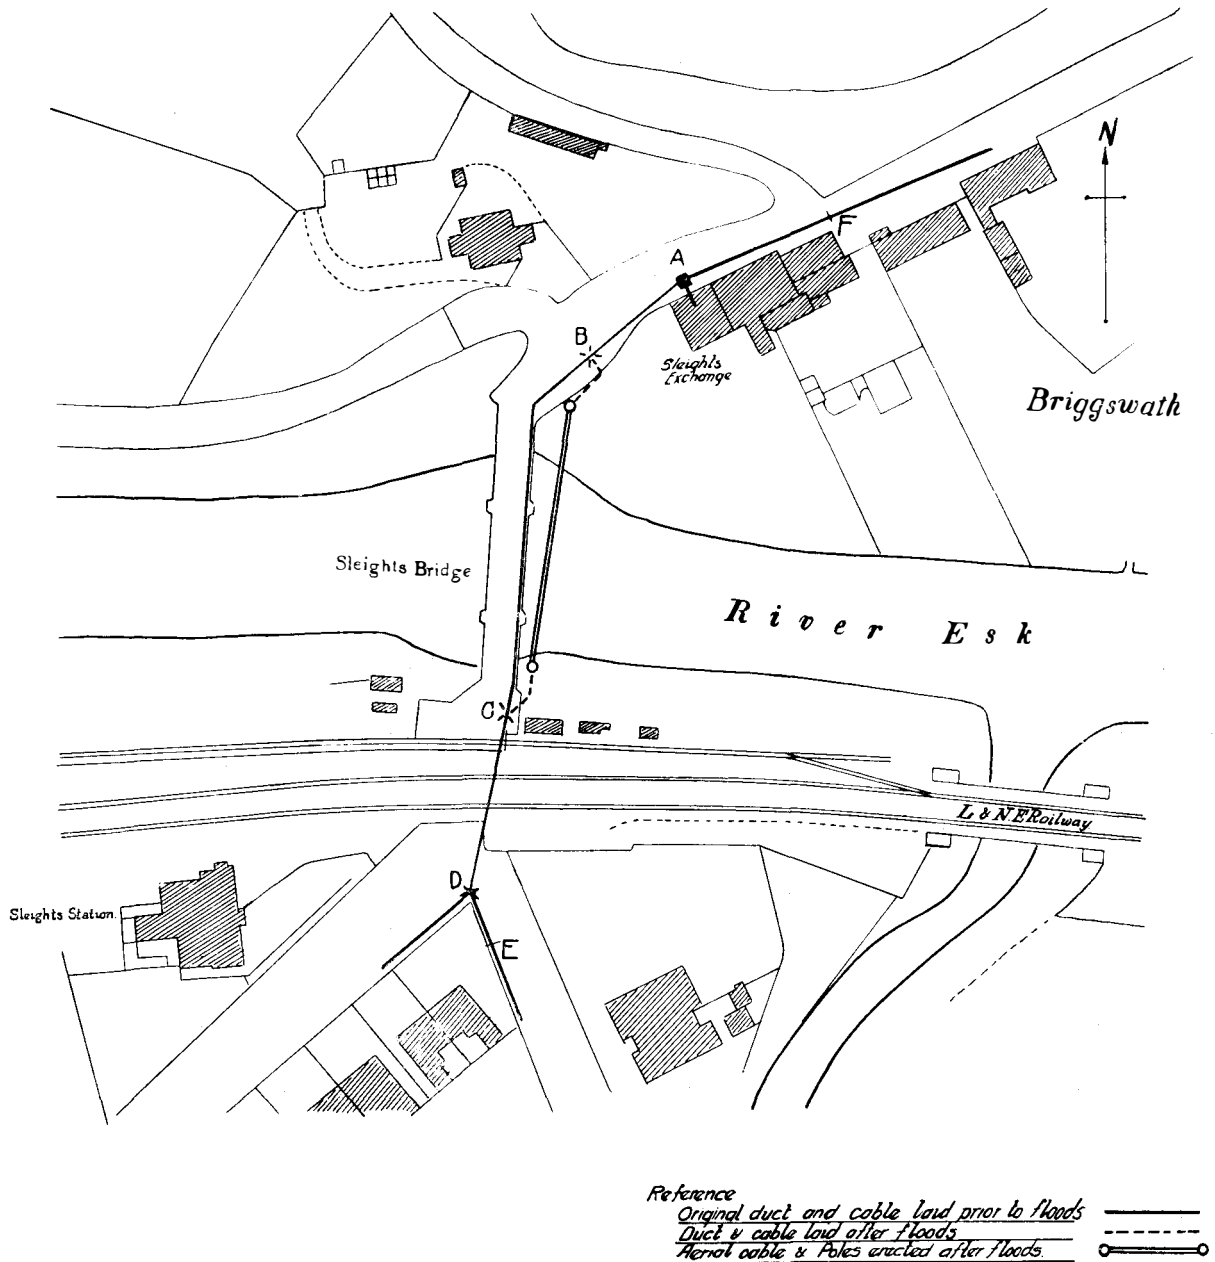 N
F
A
B
Sleights
Exchange
Briggswath
Sleights Bridge
River Esk
C
L & N.E Railway
D
Sleights Station.
E
Reference
Original duct and cable laid prior to floods
Duct & cable laid after floods
Aerial cable & Poles erected after floods.